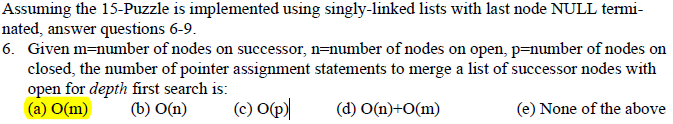 Assuming the 15-Puzzle is implemented using singly-linked lists with last node NULL termi-
nated, answer questions 6-9.
6. Given m=number of nodes on successor, n=number of nodes on open, p=number of nodes on
closed, the number of pointer assignment statements to merge a list of successor nodes with
open for depth first search is:
(a) O(m) (b) O(n) (c) O(p) (d) O(n)+O(m) (e) None of the above